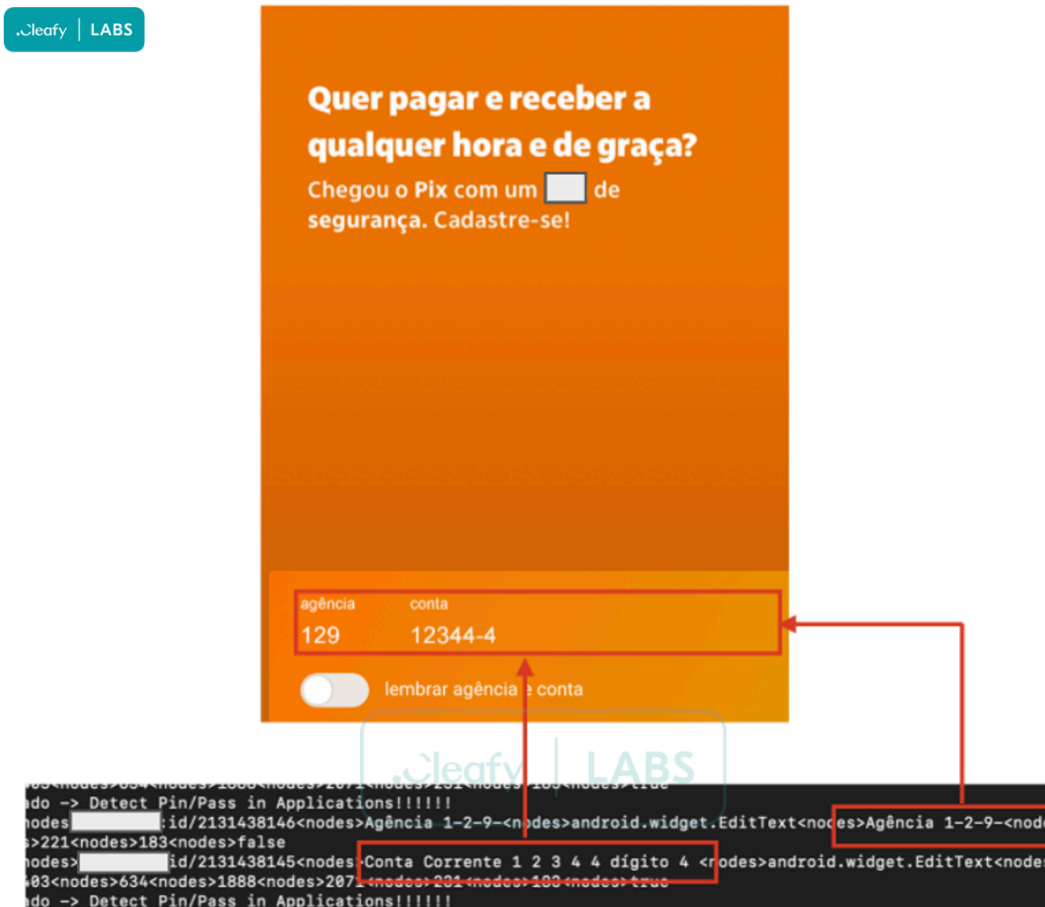 .Cleafy | LABS
Quer pagar e receber a
qualquer hora e de graça?
Chegou o Pix com um de
segurança. Cadastre-se!
agência conta
129 12344-4
lembrar agência e conta
.Cleafy | LABS
ado -> Detect Pin/Pass in Applications!!!!!!
nodes :id/2131438146<nodes>Agência 1-2-9-<nodes>android.widget.EditText<nodes>Agência 1-2-9-<node
s>221<nodes>183<nodes>false
nodes> id/2131438145<nodes>Conta Corrente 1 2 3 4 4 dígito 4 <nodes>android.widget.EditText<nodes
403<nodes>634<nodes>1888<nodes>2071<nodes>231<nodes>183<nodes>true
ado -> Detect Pin/Pass in Applications!!!!!!